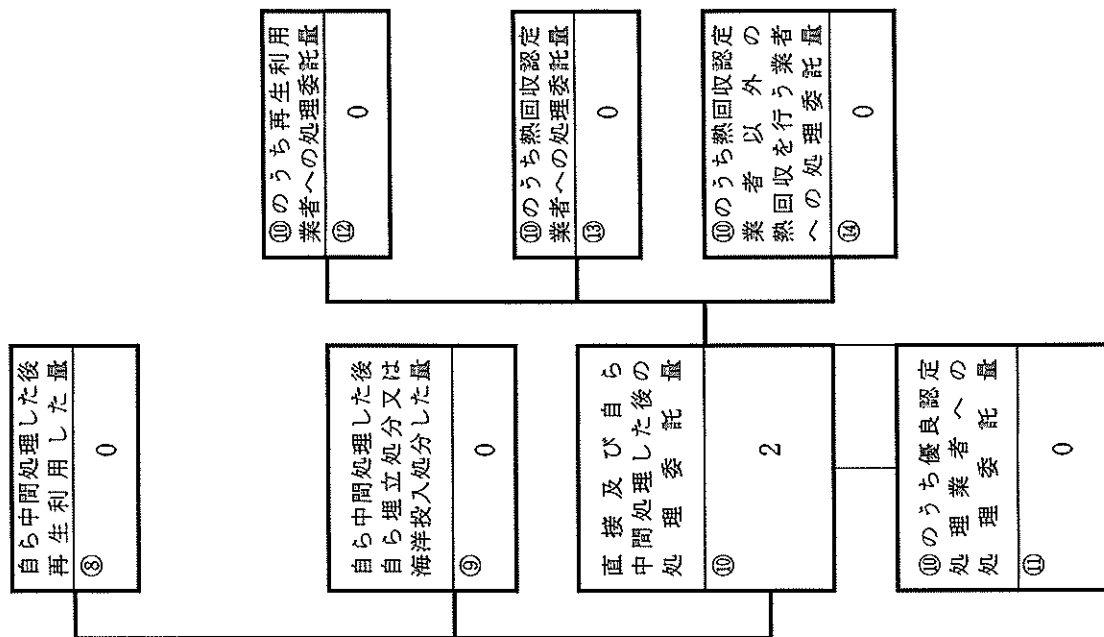 自ら中間処理した後
再生利用した量
⑧
0
自ら中間処理した後
自ら埋立処分又は
海洋投入処分した量
⑨
0
直接及び自ら
中間処理した後の
処理委託量
⑩
2
⑩のうち優良認定
処理業者への
処理委託量
⑪
0
⑩のうち再生利用
業者への処理委託量
⑫
0
⑩のうち熱回収認定
業者への処理委託量
⑬
0
⑩のうち熱回収認定
業者以外の
熱回収を行う業者
への処理委託量
⑭
0